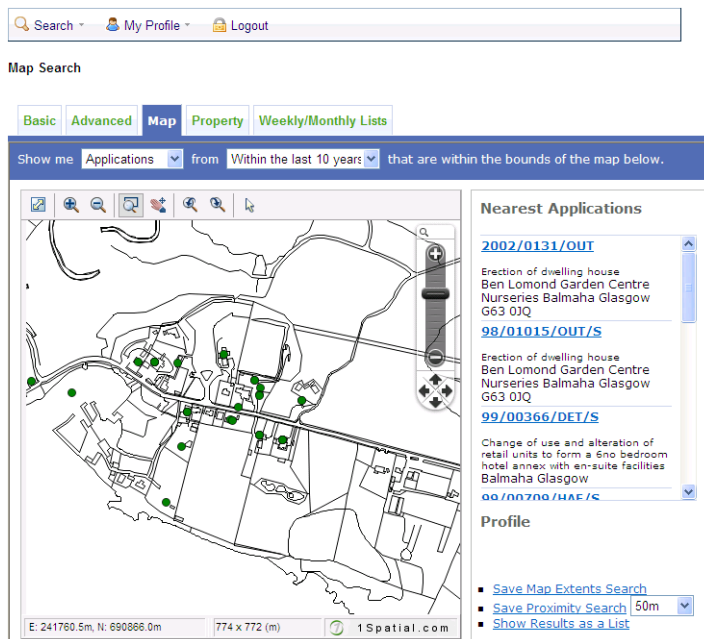 Search My Profile Logout
Map Search
Basic Advanced Map Property Weekly/Monthly Lists
Show me Applications from Within the last 10 years that are within the bounds of the map below.
Nearest Applications
2002/0131/OUT
Erection of dwelling house
Ben Lomond Garden Centre
Nurseries Balmaha Glasgow
G63 0JQ
98/01015/OUT/S
Erection of dwelling house
Ben Lomond Garden Centre
Nurseries Balmaha Glasgow
G63 0JQ
99/00366/DET/S
Change of use and alteration of
retail units to form a 6no bedroom
hotel annex with en-suite facilities
Balmaha Glasgow
99/00709/HAE/S
Profile
Save Map Extents Search
Save Proximity Search 50m
Show Results as a List
E: 241760.5m, N: 690866.0m 774 x 772 (m) 1Spatial.com